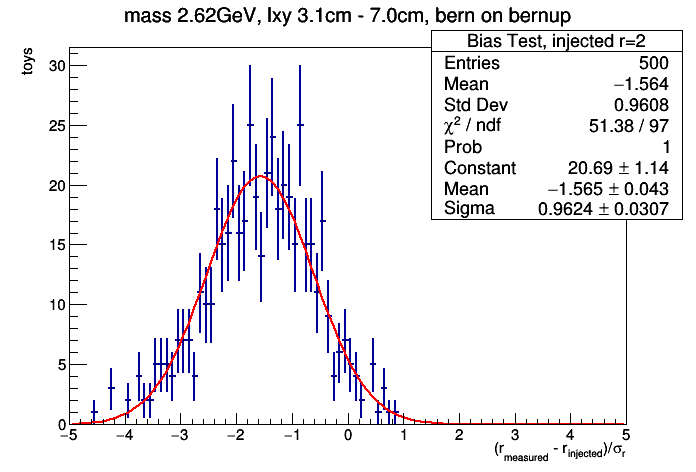 mass 2.62GeV, lxy 3.1cm - 7.0cm, bern on bernup
Bias Test, injected r=2
Entries 500
Mean −1.564
Std Dev 0.9608
χ² / ndf 51.38 / 97
Prob 1
Constant 20.69 ± 1.14
Mean −1.565 ± 0.043
Sigma 0.9624 ± 0.0307
toys
30
25
20
15
10
5
0
−5 −4 −3 −2 −1 0 1 2 3 4 5
(r_measured - r_injected)/σ_r